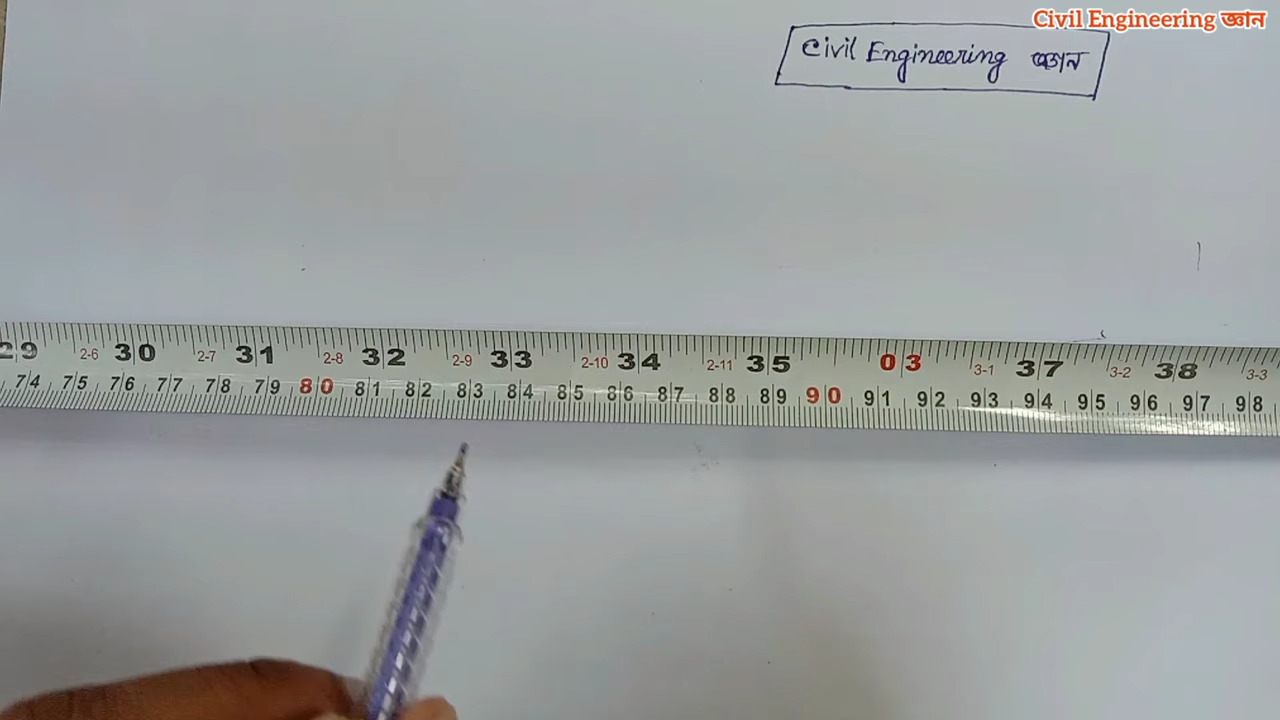 Civil Engineering জ্ঞান
Civil Engineering জ্ঞান
29 2-6 30 2-7 31 2-8 32 2-9 33 2-10 34 2-11 35 03 3-1 37 3-2 38 3-3
74 75 76 77 78 79 80 81 82 83 84 85 86 87 88 89 90 91 92 93 94 95 96 97 98